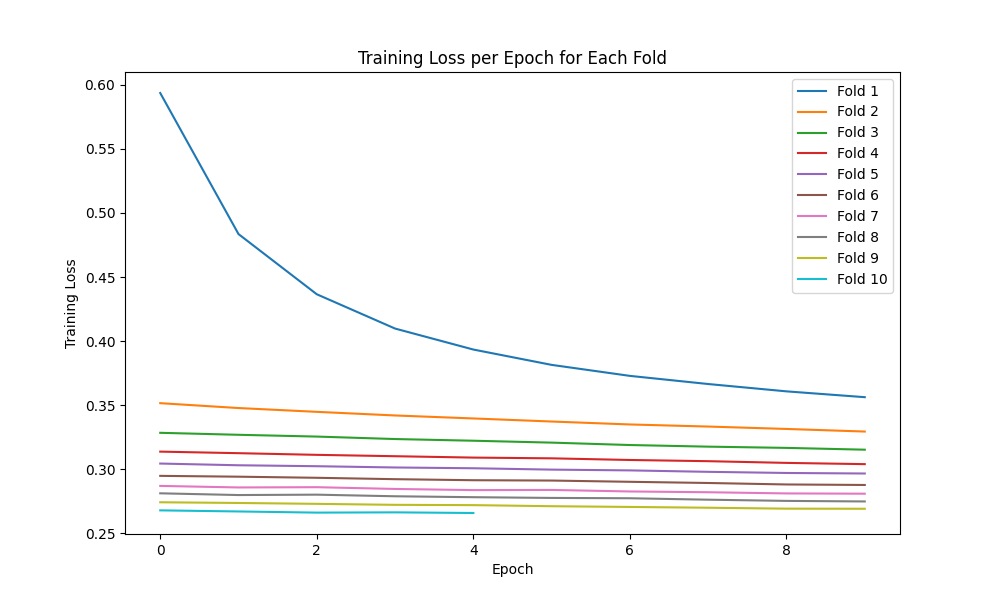 Training Loss per Epoch for Each Fold
0.60
0.55
0.50
0.45
0.40
0.35
0.30
0.25
Training Loss
0
2
4
6
8
Epoch
Fold 1
Fold 2
Fold 3
Fold 4
Fold 5
Fold 6
Fold 7
Fold 8
Fold 9
Fold 10